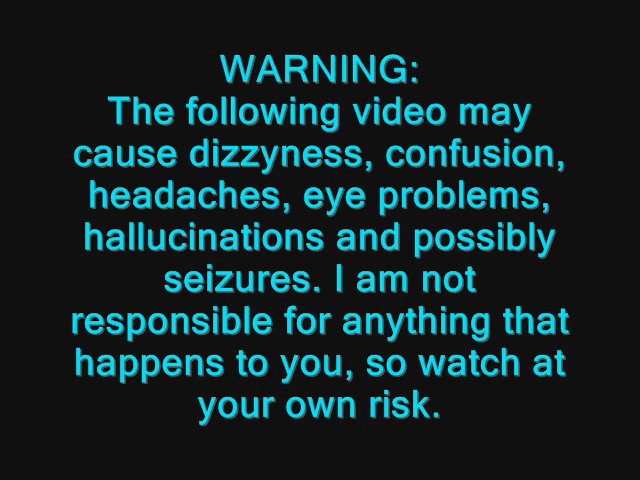 WARNING:
The following video may
cause dizzyness, confusion,
headaches, eye problems,
hallucinations and possibly
seizures. I am not
responsible for anything that
happens to you, so watch at
your own risk.